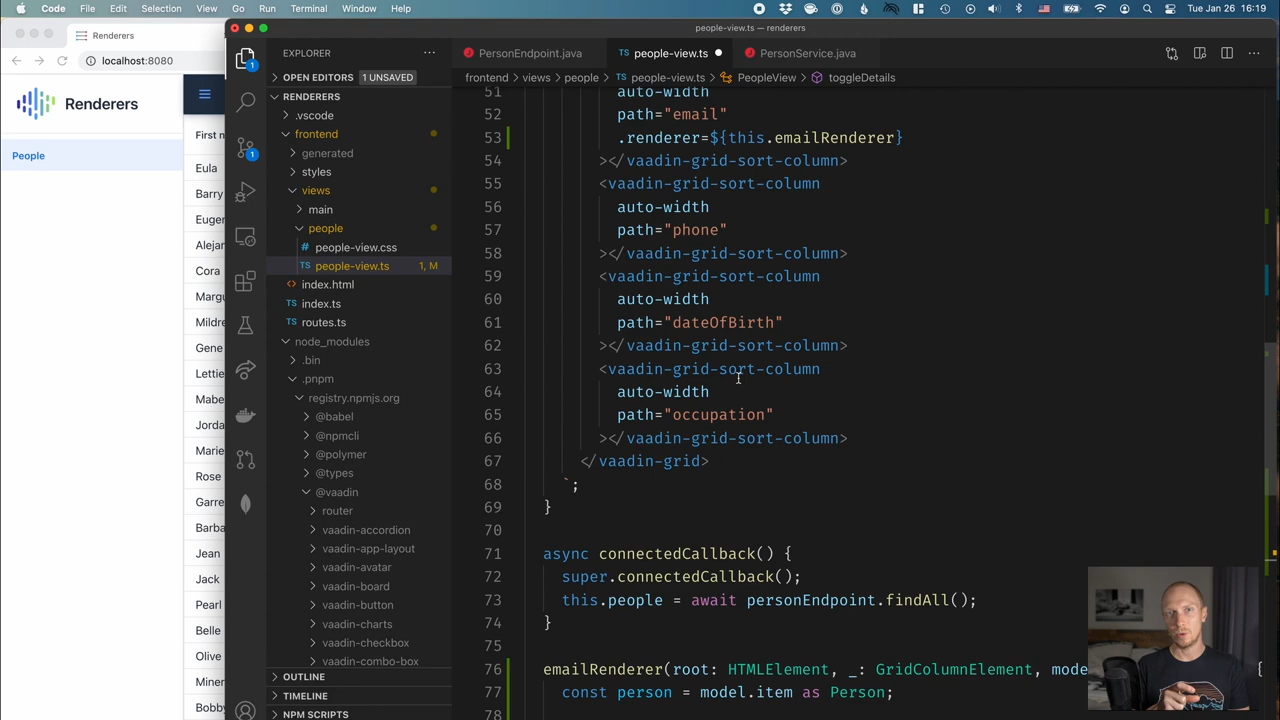 Code File Edit Selection View Go Run Terminal Window Help
Tue Jan 26 16:19
people-view.ts — renderers
Renderers
localhost:8080
Renderers
People
First n
Eula
Barry
Euger
Alejan
Cora
Margu
Mildre
Gene
Lettie
Mabe
Jorda
Marie
Rose
Garre
Barba
Jean
Jack
Pearl
Belle
Olive
Miner
Bobby
EXPLORER
OPEN EDITORS 1 UNSAVED
RENDERERS
.vscode
frontend
generated
styles
views
main
people
# people-view.css
TS people-view.ts 1, M
<> index.html
TS index.ts
TS routes.ts
node_modules
.bin
.pnpm
registry.npmjs.org
@babel
@npmcli
@polymer
@types
@vaadin
router
vaadin-accordion
vaadin-app-layout
vaadin-avatar
vaadin-board
vaadin-button
vaadin-charts
vaadin-checkbox
vaadin-combo-box
OUTLINE
TIMELINE
NPM SCRIPTS
1
1
PersonEndpoint.java
TS people-view.ts
PersonService.java
frontend > views > people > TS people-view.ts > PeopleView > toggleDetails
51 auto-width
52 path="email"
53 .renderer=${this.emailRenderer}
54 ></vaadin-grid-sort-column>
55 <vaadin-grid-sort-column
56 auto-width
57 path="phone"
58 ></vaadin-grid-sort-column>
59 <vaadin-grid-sort-column
60 auto-width
61 path="dateOfBirth"
62 ></vaadin-grid-sort-column>
63 <vaadin-grid-sort-column
64 auto-width
65 path="occupation"
66 ></vaadin-grid-sort-column>
67 </vaadin-grid>
68 `;
69 }
70
71 async connectedCallback() {
72 super.connectedCallback();
73 this.people = await personEndpoint.findAll();
74 }
75
76 emailRenderer(root: HTMLElement, _: GridColumnElement, mode {
77 const person = model.item as Person;
78